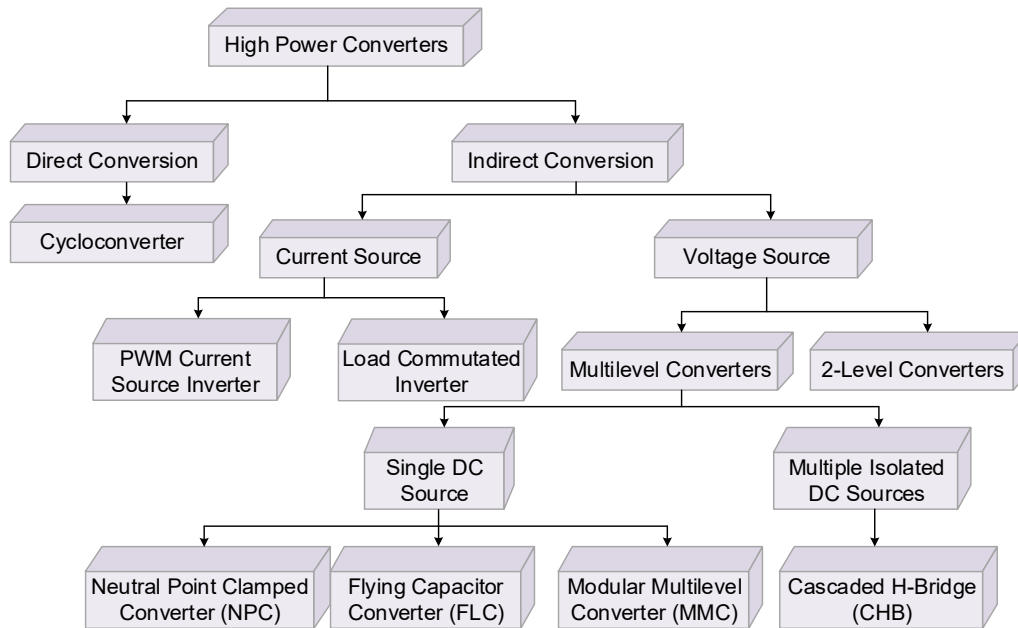 High Power Converters
Direct Conversion
Indirect Conversion
Cycloconverter
Current Source
Voltage Source
PWM Current
Source Inverter
Load Commutated
Inverter
Multilevel Converters
2-Level Converters
Single DC
Source
Multiple Isolated
DC Sources
Neutral Point Clamped
Converter (NPC)
Flying Capacitor
Converter (FLC)
Modular Multilevel
Converter (MMC)
Cascaded H-Bridge
(CHB)